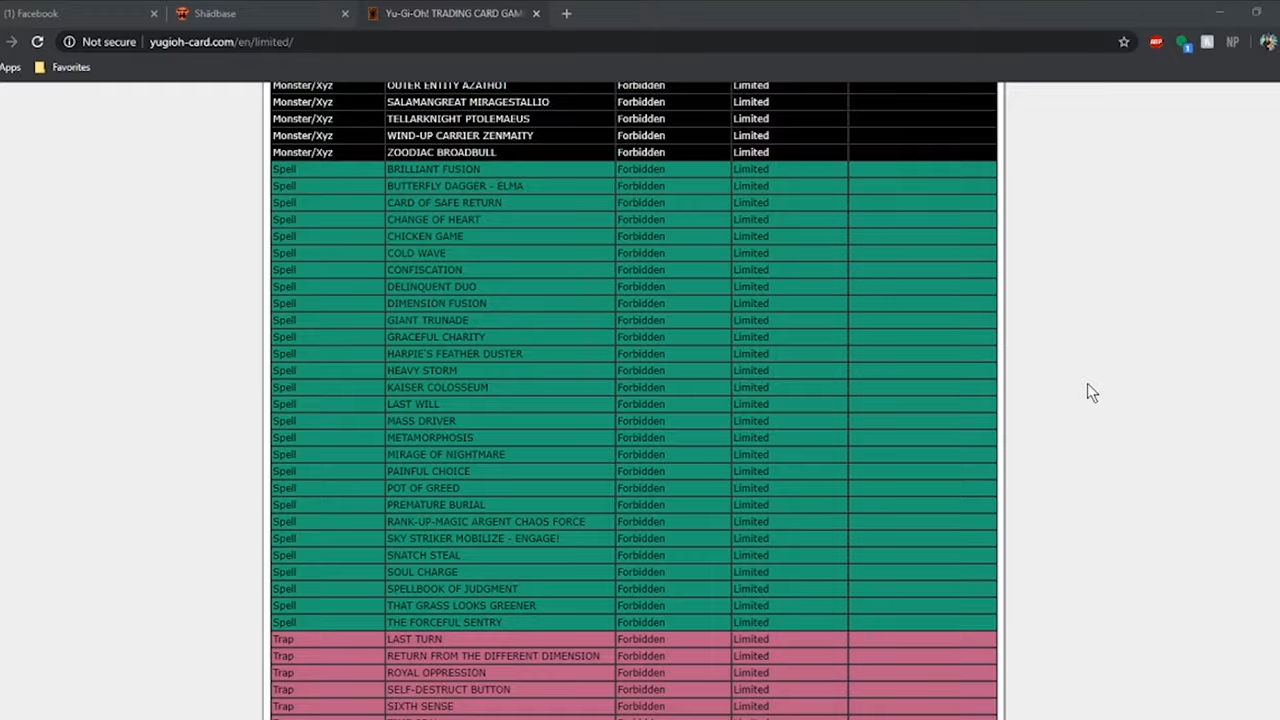 (1) Facebook Shädbase Yu-Gi-Oh! TRADING CARD GAM
Not secure yugioh-card.com/en/limited/ ABP 1 NP
Apps Favorites
Monster/Xyz OUTER ENTITY AZATHOT Forbidden Limited
Monster/Xyz SALAMANGREAT MIRAGESTALLIO Forbidden Limited
Monster/Xyz TELLARKNIGHT PTOLEMAEUS Forbidden Limited
Monster/Xyz WIND-UP CARRIER ZENMAITY Forbidden Limited
Monster/Xyz ZOODIAC BROADBULL Forbidden Limited
Spell BRILLIANT FUSION Forbidden Limited
Spell BUTTERFLY DAGGER - ELMA Forbidden Limited
Spell CARD OF SAFE RETURN Forbidden Limited
Spell CHANGE OF HEART Forbidden Limited
Spell CHICKEN GAME Forbidden Limited
Spell COLD WAVE Forbidden Limited
Spell CONFISCATION Forbidden Limited
Spell DELINQUENT DUO Forbidden Limited
Spell DIMENSION FUSION Forbidden Limited
Spell GIANT TRUNADE Forbidden Limited
Spell GRACEFUL CHARITY Forbidden Limited
Spell HARPIE'S FEATHER DUSTER Forbidden Limited
Spell HEAVY STORM Forbidden Limited
Spell KAISER COLOSSEUM Forbidden Limited
Spell LAST WILL Forbidden Limited
Spell MASS DRIVER Forbidden Limited
Spell METAMORPHOSIS Forbidden Limited
Spell MIRAGE OF NIGHTMARE Forbidden Limited
Spell PAINFUL CHOICE Forbidden Limited
Spell POT OF GREED Forbidden Limited
Spell PREMATURE BURIAL Forbidden Limited
Spell RANK-UP-MAGIC ARGENT CHAOS FORCE Forbidden Limited
Spell SKY STRIKER MOBILIZE - ENGAGE! Forbidden Limited
Spell SNATCH STEAL Forbidden Limited
Spell SOUL CHARGE Forbidden Limited
Spell SPELLBOOK OF JUDGMENT Forbidden Limited
Spell THAT GRASS LOOKS GREENER Forbidden Limited
Spell THE FORCEFUL SENTRY Forbidden Limited
Trap LAST TURN Forbidden Limited
Trap RETURN FROM THE DIFFERENT DIMENSION Forbidden Limited
Trap ROYAL OPPRESSION Forbidden Limited
Trap SELF-DESTRUCT BUTTON Forbidden Limited
Trap SIXTH SENSE Forbidden Limited